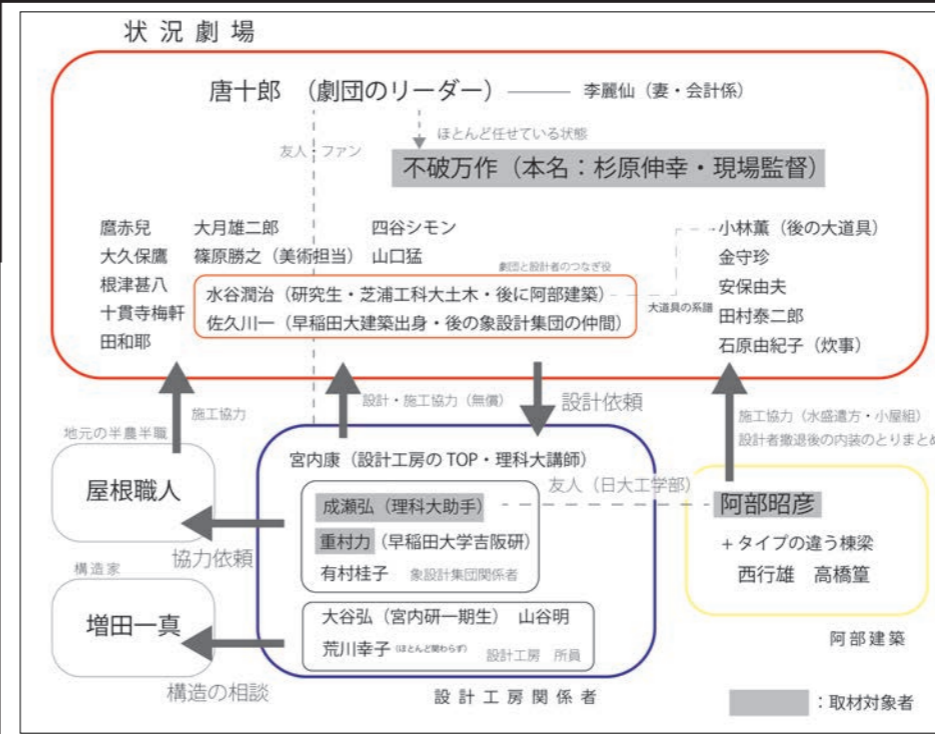 状況劇場
唐十郎 (劇団のリーダー) 李麗仙(妻・会計係)
ほとんど任せている状態
友人・ファン
不破万作(本名:杉原伸幸・現場監督)
麿赤兒 大月雄二郎 四谷シモン 小林薫(後の大道具)
大久保鷹 篠原勝之(美術担当) 山口猛 金守珍
劇団と設計者のつなぎ役
根津甚八 水谷潤治(研究生・芝浦工科大土木・後に阿部建築) 安保由夫
大道具の系譜
十貫寺梅軒 佐久川一(早稲田大建築出身・後の象設計集団の仲間) 田村泰二郎
田和耶 石原由紀子(炊事)
施工協力
設計・施工協力(無償)
設計依頼
施工協力(水盛遣方・小屋組)
設計者撤退後の内装のとりまとめ
地元の半農半職
屋根職人
協力依頼
構造家
増田一真
構造の相談
宮内康(設計工房のTOP・理科大講師)
友人(日大工学部)
成瀬弘(理科大助手)
重村力(早稲田大学吉阪研)
有村桂子 象設計集団関係者
大谷弘(宮内研一期生) 山谷明
荒川幸子(ほとんど関わらず) 設計工房 所員
設計工房関係者
阿部昭彦
+タイプの違う棟梁
西行雄 高橋篁
阿部建築
:取材対象者